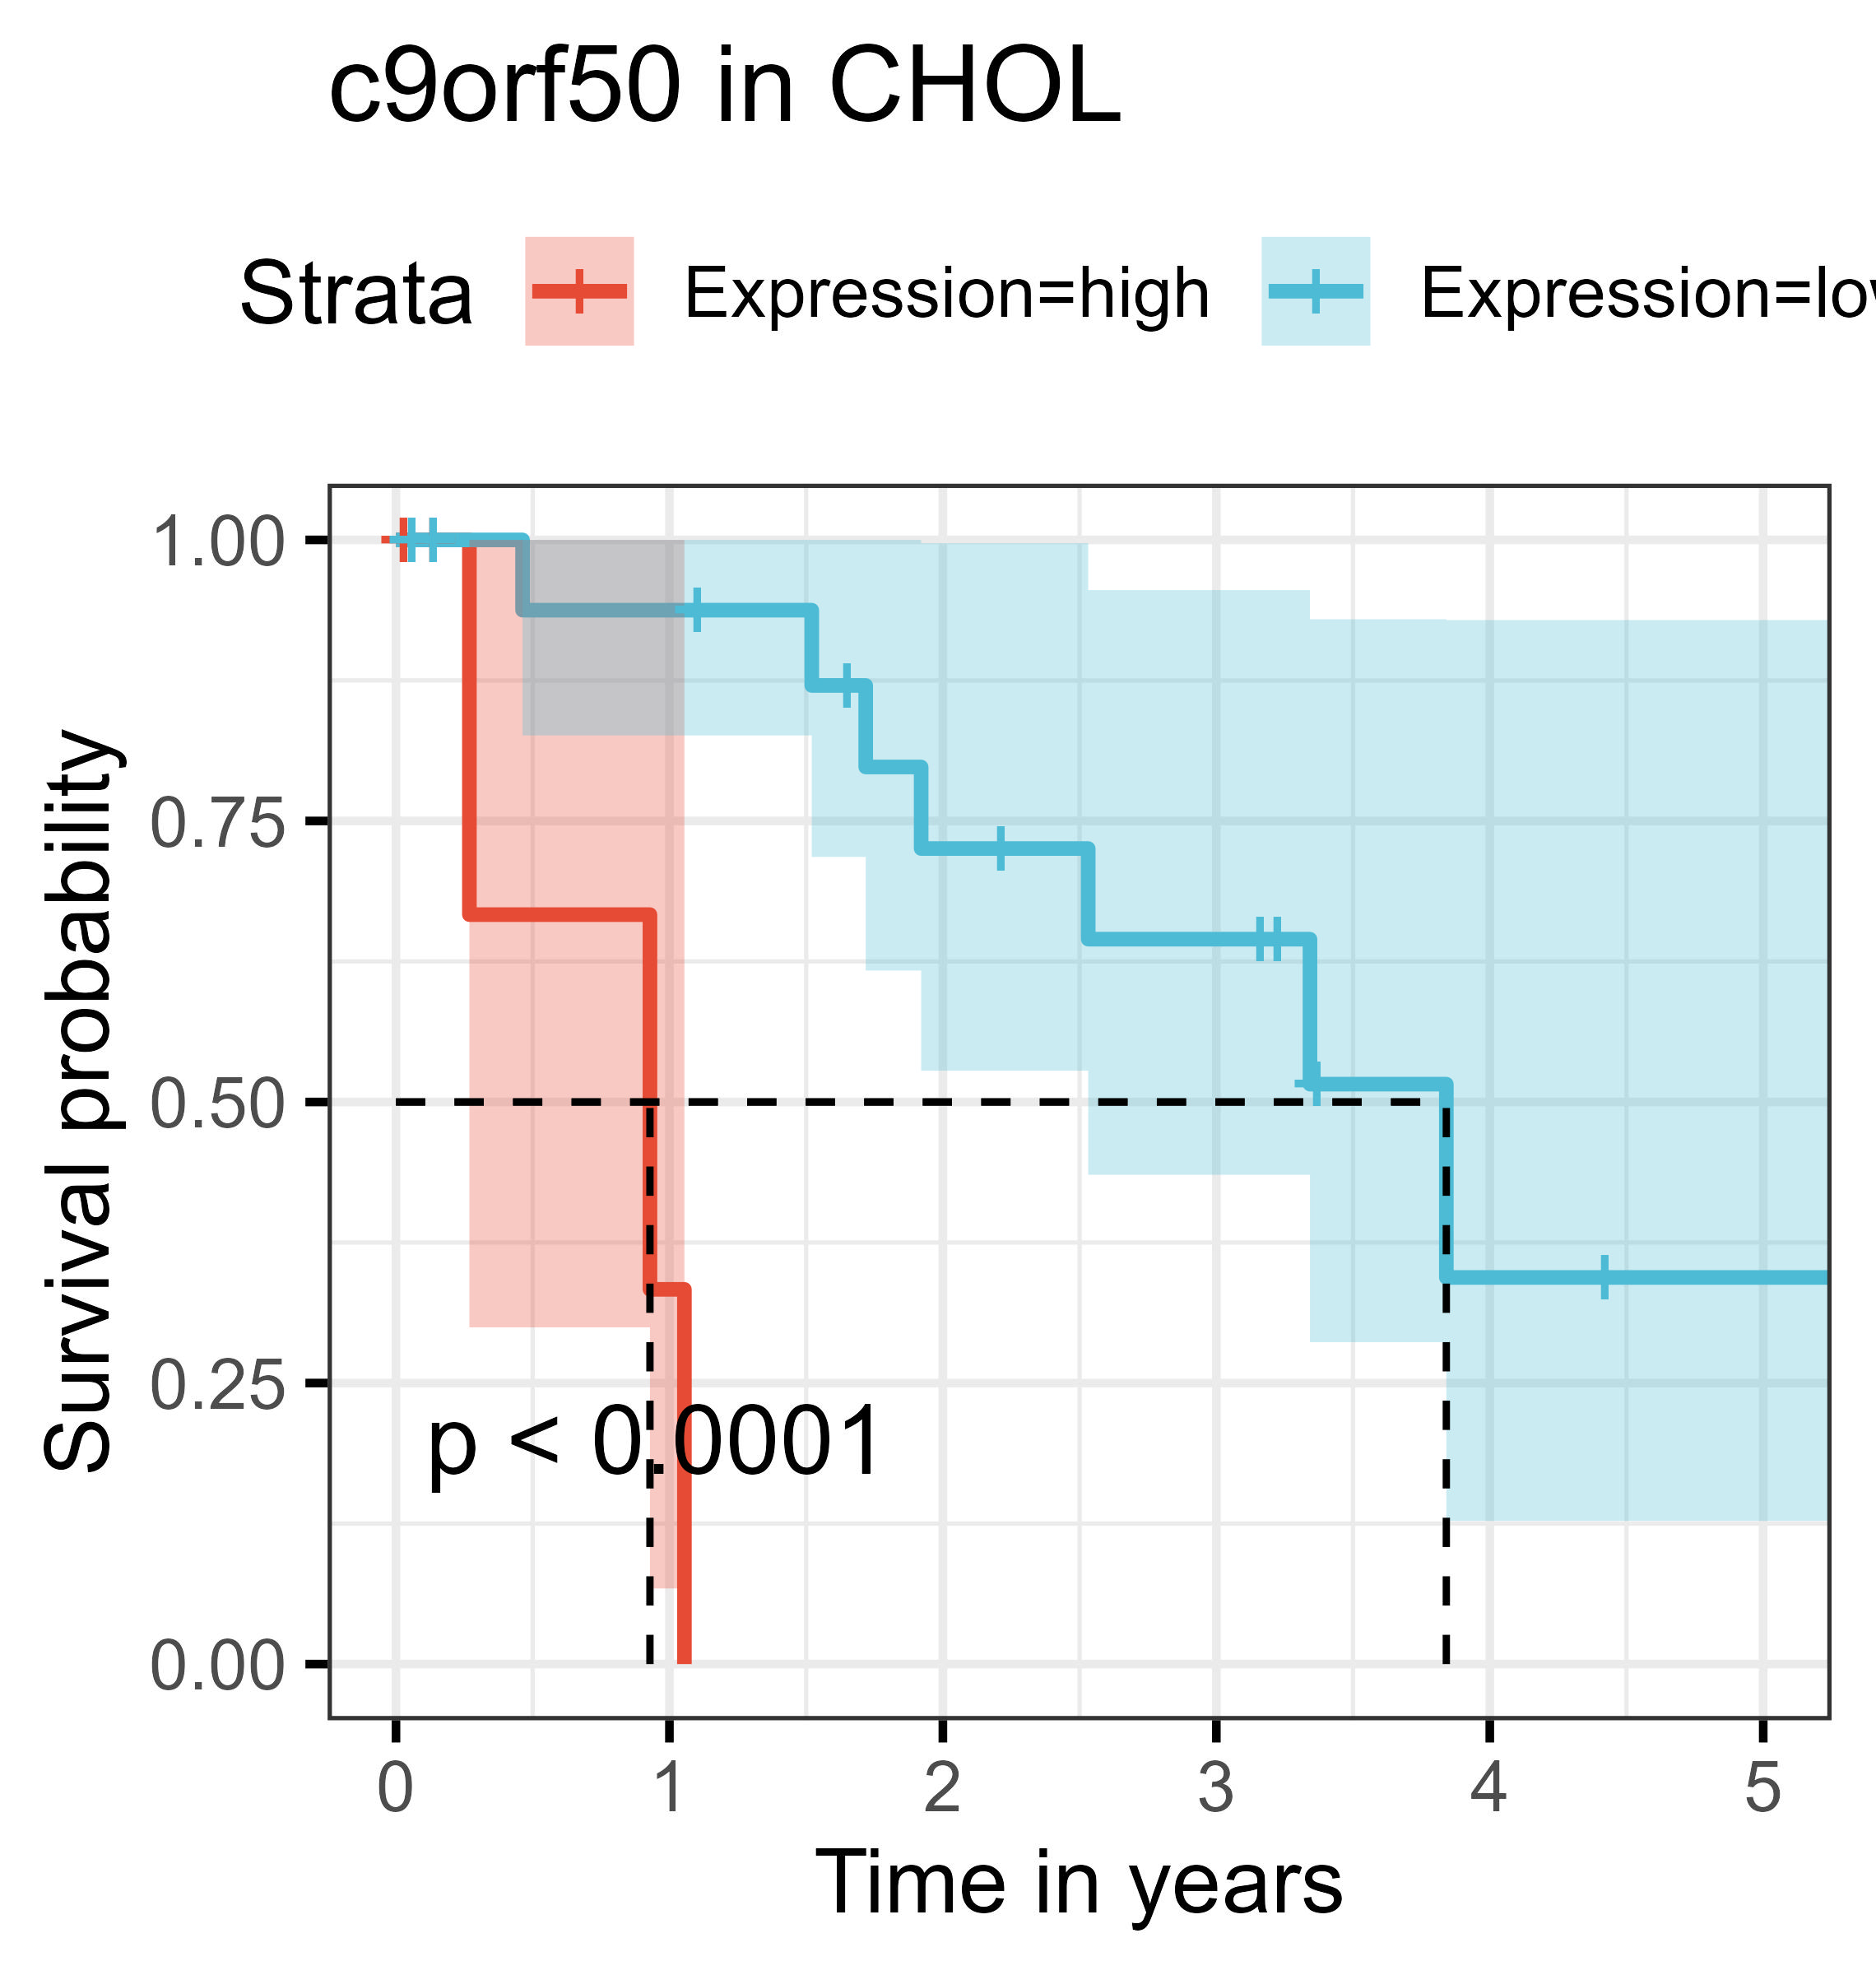 c9orf50 in CHOL
Strata Expression=high Expression=lo
Survival probability
1.00
0.75
0.50
0.25
0.00
p < 0.0001
0 1 2 3 4 5
Time in years